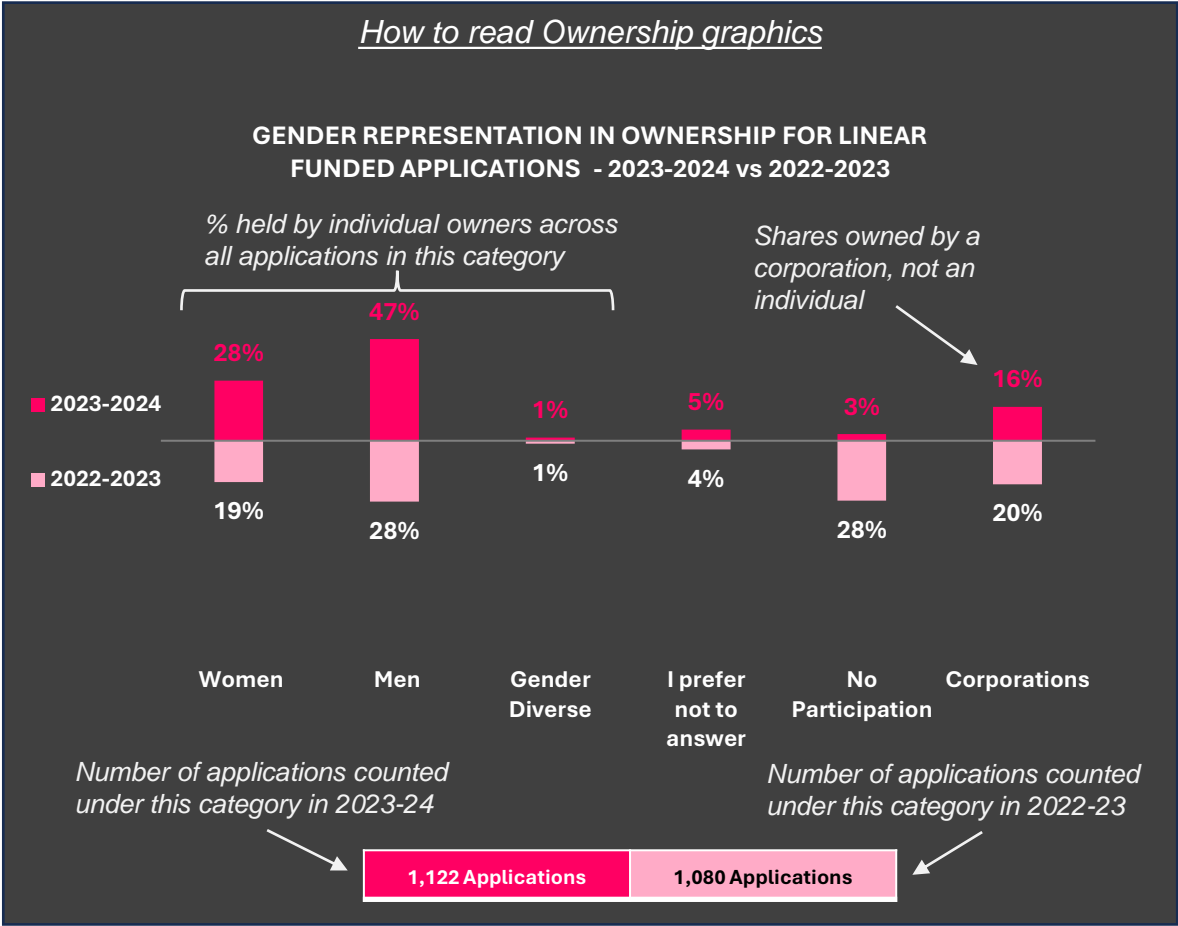 How to read Ownership graphics
GENDER REPRESENTATION IN OWNERSHIP FOR LINEAR
FUNDED APPLICATIONS - 2023-2024 vs 2022-2023
% held by individual owners across
all applications in this category
Shares owned by a
corporation, not an
individual
28%
47%
1%
5%
3%
16%
2023-2024
2022-2023
19%
28%
1%
4%
28%
20%
Women
Men
Gender
Diverse
I prefer
not to
answer
No
Participation
Corporations
Number of applications counted
under this category in 2023-24
Number of applications counted
under this category in 2022-23
1,122 Applications
1,080 Applications